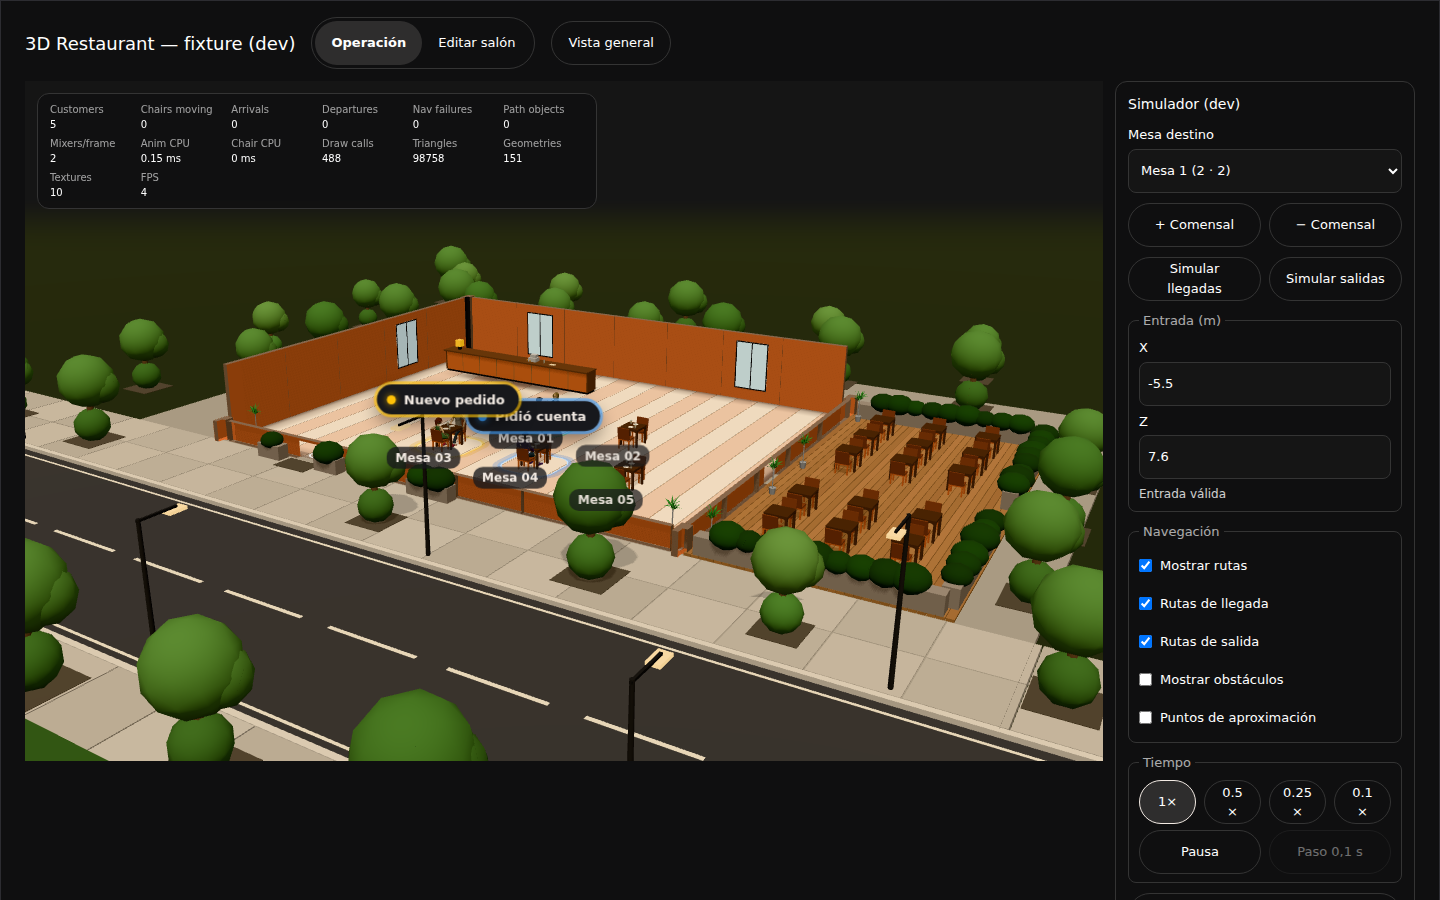 3D Restaurant — fixture (dev)
Operación
Editar salón
Vista general
Customers
5
Chairs moving
0
Arrivals
0
Departures
0
Nav failures
0
Path objects
0
Mixers/frame
2
Anim CPU
0.15 ms
Chair CPU
0 ms
Draw calls
488
Triangles
98758
Geometries
151
Textures
10
FPS
4
Nuevo pedido
Pidió cuenta
Mesa 01
Mesa 03
Mesa 02
Mesa 04
Mesa 05
Simulador (dev)
Mesa destino
Mesa 1 (2 · 2)
+ Comensal
− Comensal
Simular
llegadas
Simular salidas
Entrada (m)
X
-5.5
Z
7.6
Entrada válida
Navegación
Mostrar rutas
Rutas de llegada
Rutas de salida
Mostrar obstáculos
Puntos de aproximación
Tiempo
1×
0.5
×
0.25
×
0.1
×
Pausa
Paso 0,1 s